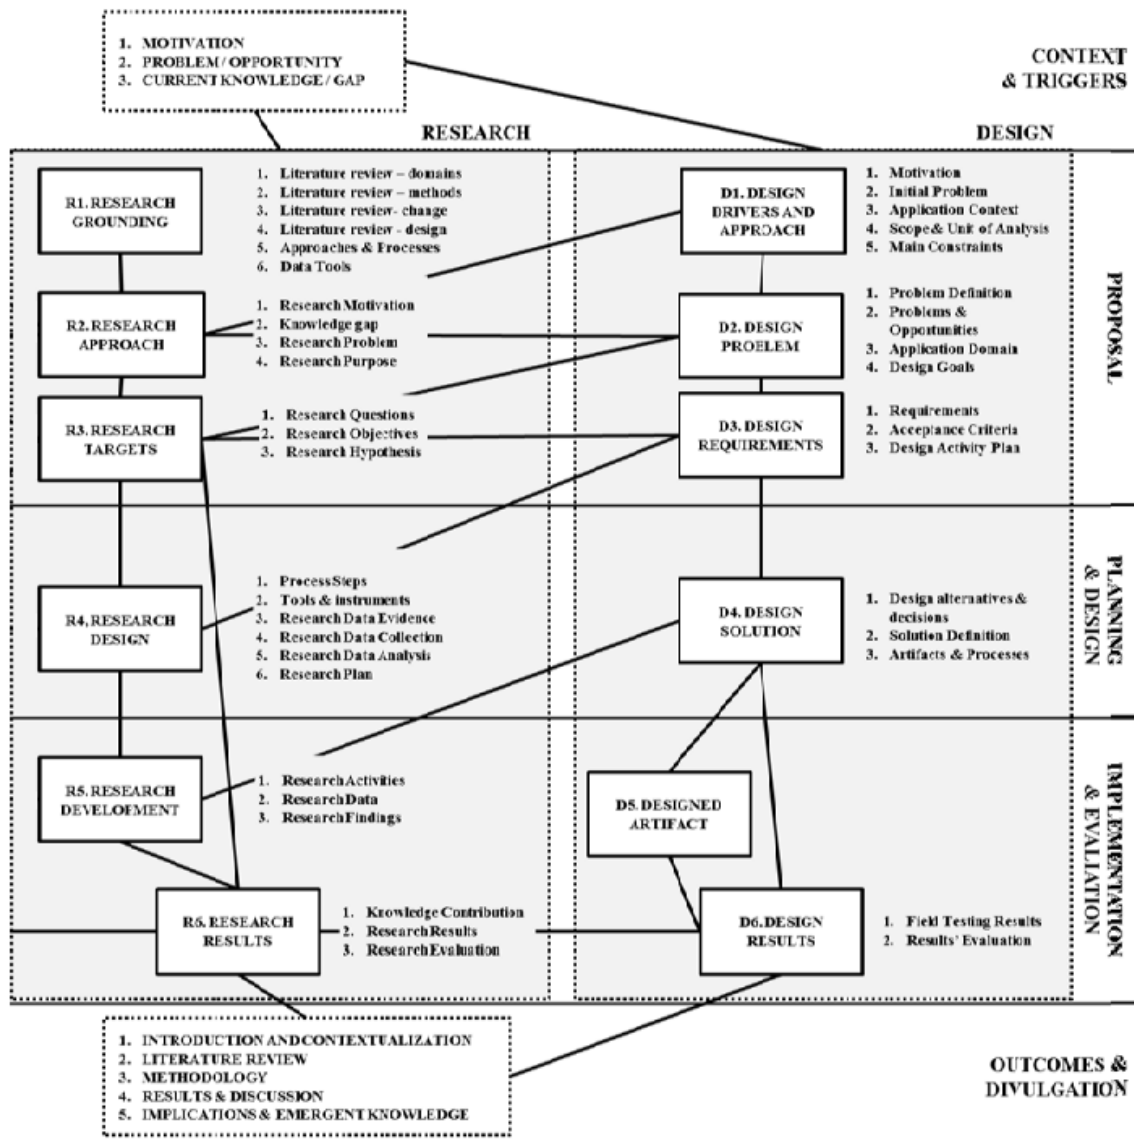 1. MOTIVATION
2. PROBLEM / OPPORTUNITY
3. CURRENT KNOWLEDGE / GAP
CONTEXT
& TRIGGERS
RESEARCH
DESIGN
R1. RESEARCH
GROUNDING
1. Literature review – domains
2. Literature review – methods
3. Literature review- change
4. Literature review - design
5. Approaches & Processes
6. Data Tools
D1. DESIGN
DRIVERS AND
APPROACH
1. Motivation
2. Initial Problem
3. Application Context
4. Scope & Unit of Analysis
5. Main Constraints
PROPOSAL
R2. RESEARCH
APPROACH
1. Research Motivation
2. Knowledge gap
3. Research Problem
4. Research Purpose
D2. DESIGN
PROELEM
1. Problem Definition
2. Problems &
Opportunities
3. Application Domain
4. Design Goals
R3. RESEARCH
TARGETS
1. Research Questions
2. Research Objectives
3. Research Hypothesis
D3. DESIGN
REQUIREMENTS
1. Requirements
2. Acceptance Criteria
3. Design Activity Plan
R4, RESEARCH
DESIGN
1. Process Steps
2. Tools & instruments
3. Research Data Evidence
4. Research Data Collection
5. Research Data Analysis
6. Research Plan
D4. DESIGN
SOLUTION
1. Design alternatives &
decisions
2. Solution Definition
3. Artifacts & Processes
PLANNING
& DESIGN
R5. RESEARCH
DEVELOPMENT
1. Research Activities
2. Research Data
3. Research Findings
D5. DESIGNED
ARTIFACT
IMPLEMENTATION
& EVALIATION
R6. RESEARCH
RESULTS
1. Knowledge Contribution
2. Research Results
3. Research Evaluation
D6. DESIGN
RESULTS
1. Field Testing Results
2. Results' Evaluation
1. INTRODUCTION AND CONTEXTUALIZATION
2. LITERATURE REVIEW
3. METHODOLOGY
4. RESULTS & DISCUSSION
5. IMPLICATIONS & EMERGENT KNOWLEDGE
OUTCOMES &
DIVULGATION